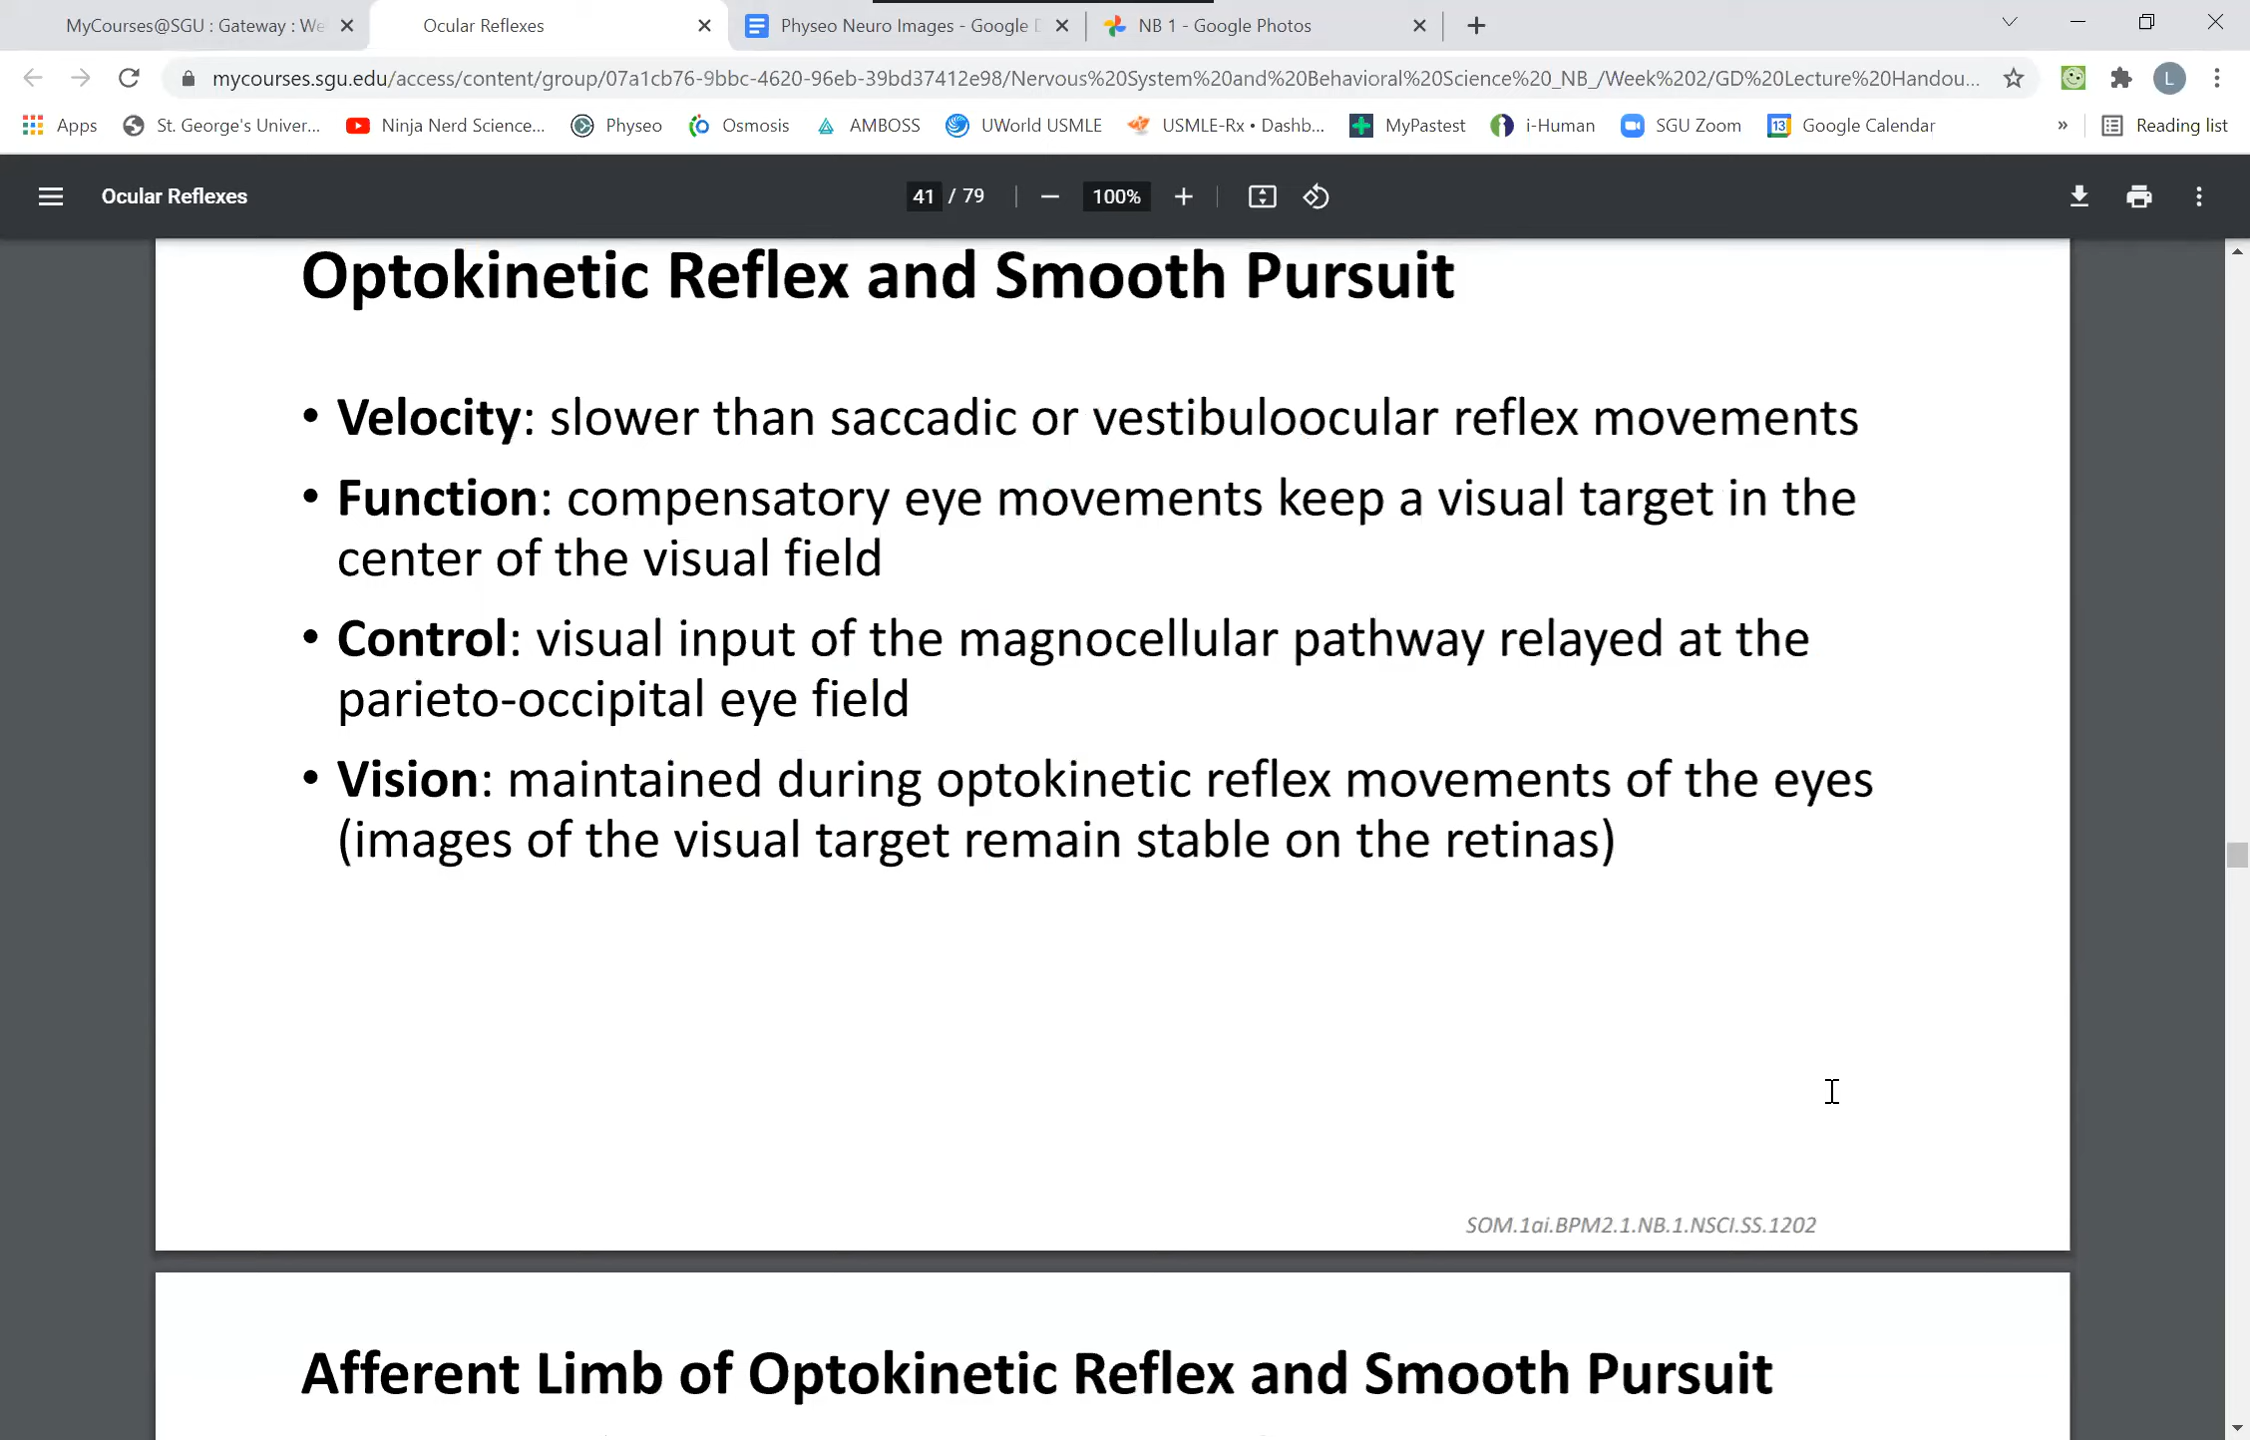 MyCourses@SGU : Gateway : We
Ocular Reflexes
Physeo Neuro Images - Google D
NB 1 - Google Photos
mycourses.sgu.edu/access/content/group/07a1cb76-9bbc-4620-96eb-39bd37412e98/Nervous%20System%20and%20Behavioral%20Science%20_NB_/Week%202/GD%20Lecture%20Handou...
L
Apps
St. George's Univer...
Ninja Nerd Science...
Physeo
Osmosis
AMBOSS
UWorld USMLE
USMLE-Rx • Dashb...
MyPastest
i-Human
SGU Zoom
13
Google Calendar
»
Reading list
Ocular Reflexes
41 / 79
100%
Optokinetic Reflex and Smooth Pursuit
• Velocity: slower than saccadic or vestibuloocular reflex movements
• Function: compensatory eye movements keep a visual target in the
center of the visual field
• Control: visual input of the magnocellular pathway relayed at the
parieto-occipital eye field
• Vision: maintained during optokinetic reflex movements of the eyes
(images of the visual target remain stable on the retinas)
SOM.1ai.BPM2.1.NB.1.NSCI.SS.1202
Afferent Limb of Optokinetic Reflex and Smooth Pursuit